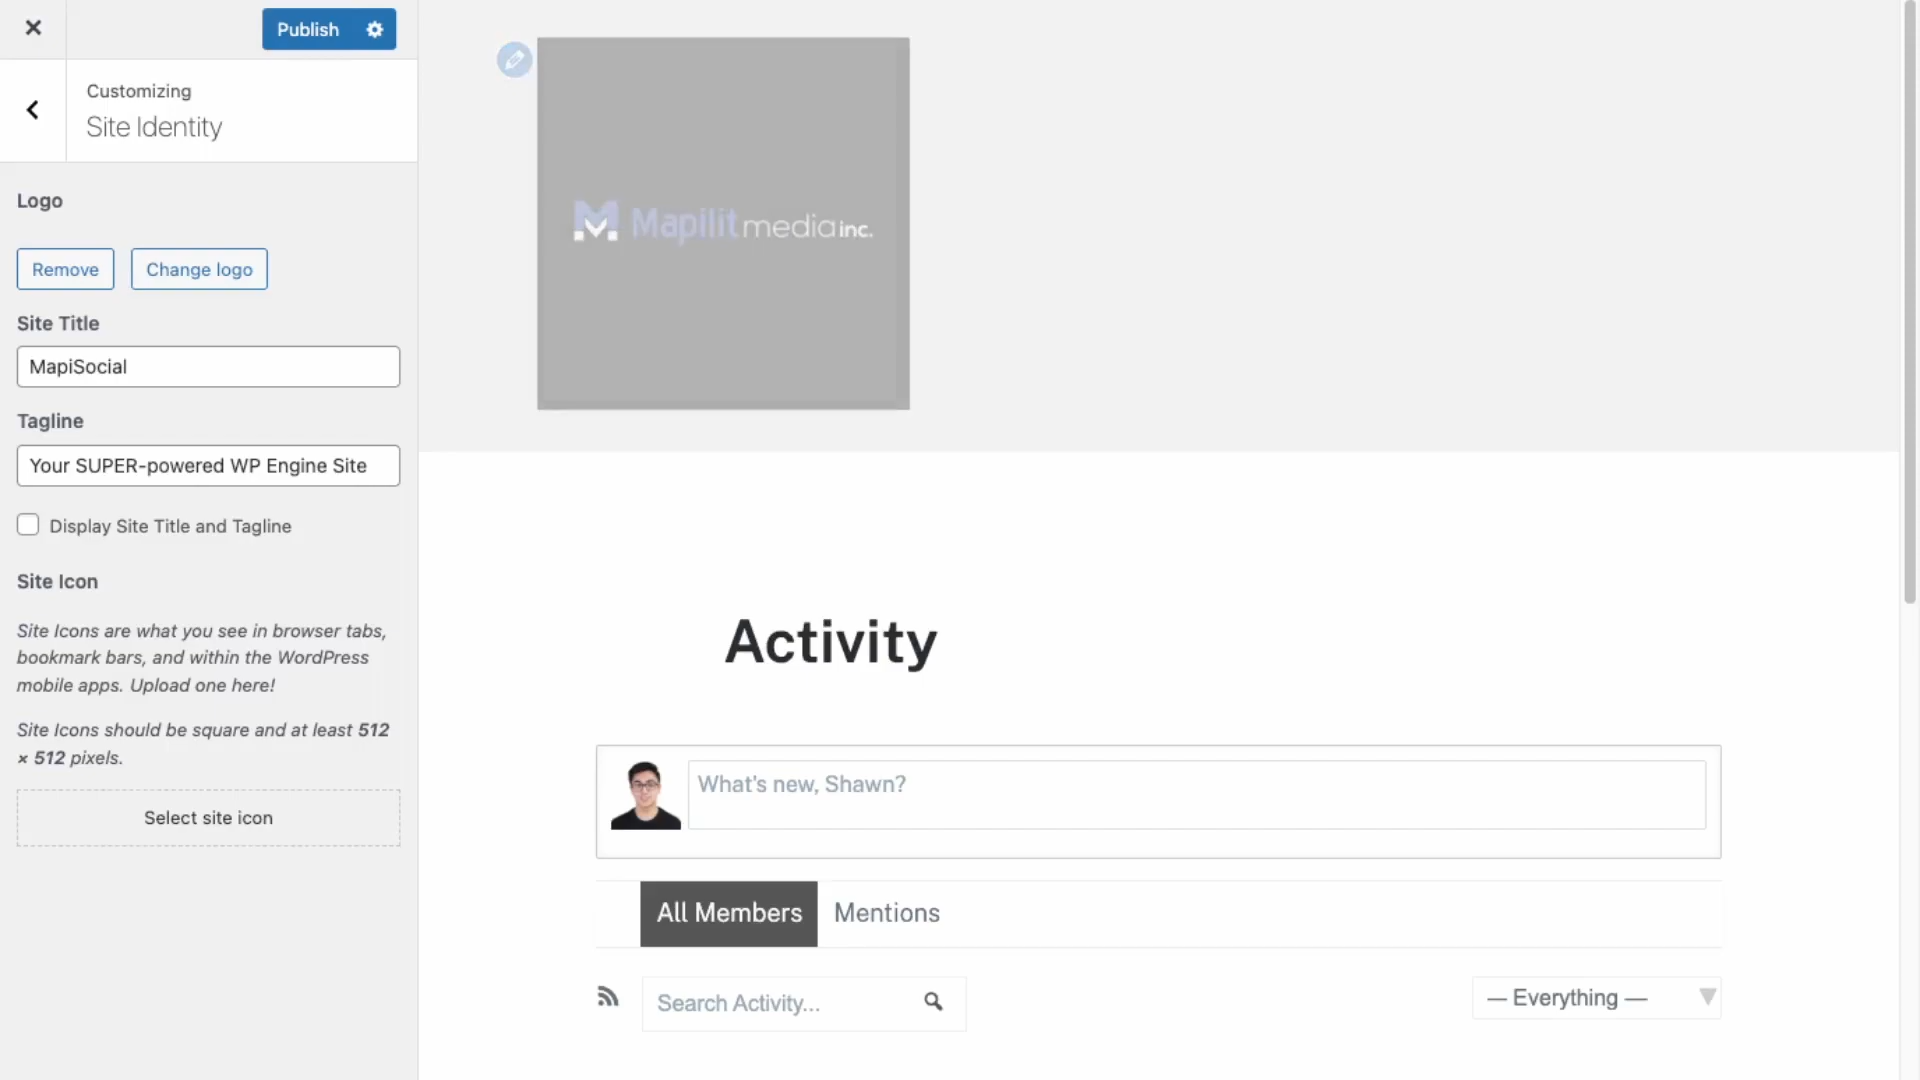 Publish
Customizing
Site Identity
Logo
Remove
Change logo
Site Title
MapiSocial
Tagline
Your SUPER-powered WP Engine Site
Display Site Title and Tagline
Site Icon
Site Icons are what you see in browser tabs,
bookmark bars, and within the WordPress
mobile apps. Upload one here!
Site Icons should be square and at least 512
× 512 pixels.
Select site icon
Mapilit media inc.
Activity
What's new, Shawn?
All Members
Mentions
Search Activity...
— Everything —